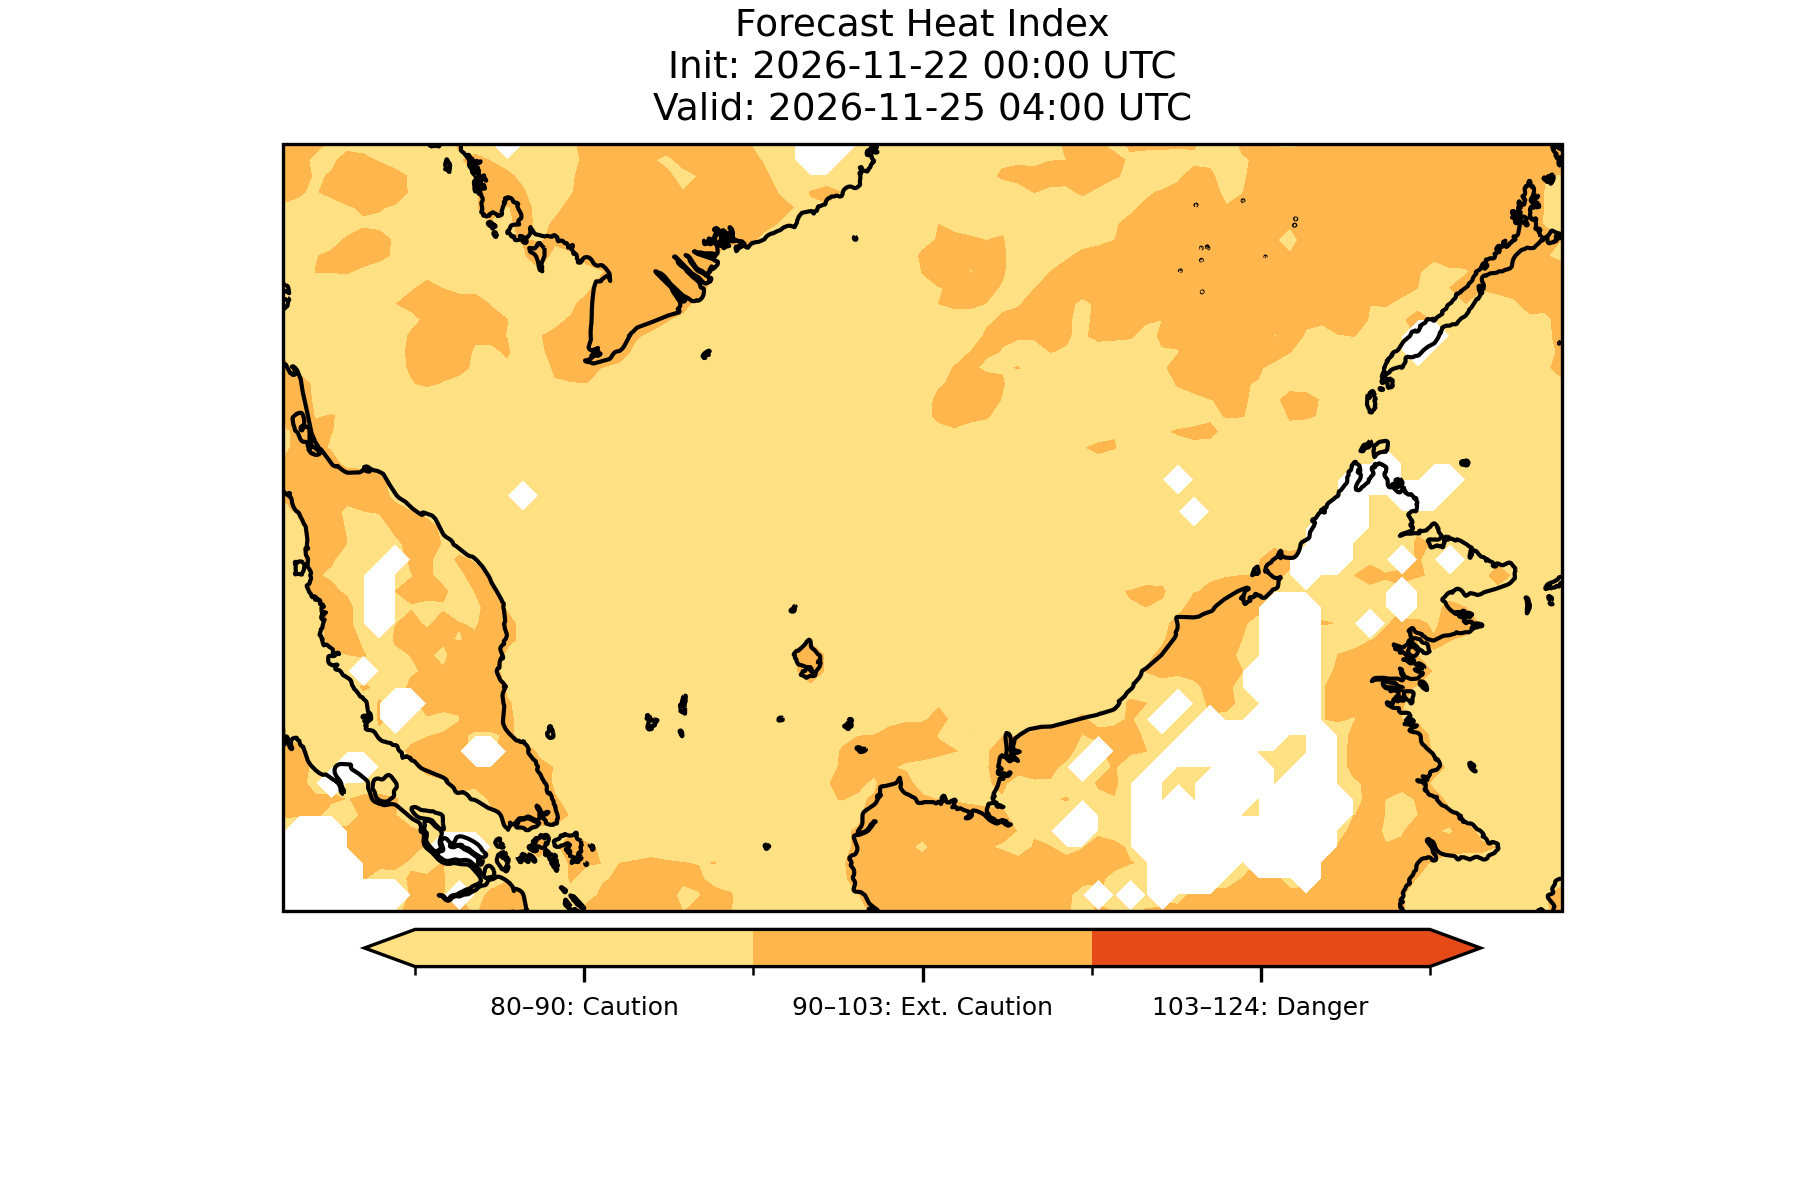 Forecast Heat Index
Init: 2026-11-22 00:00 UTC
Valid: 2026-11-25 04:00 UTC
80–90: Caution
90–103: Ext. Caution
103–124: Danger